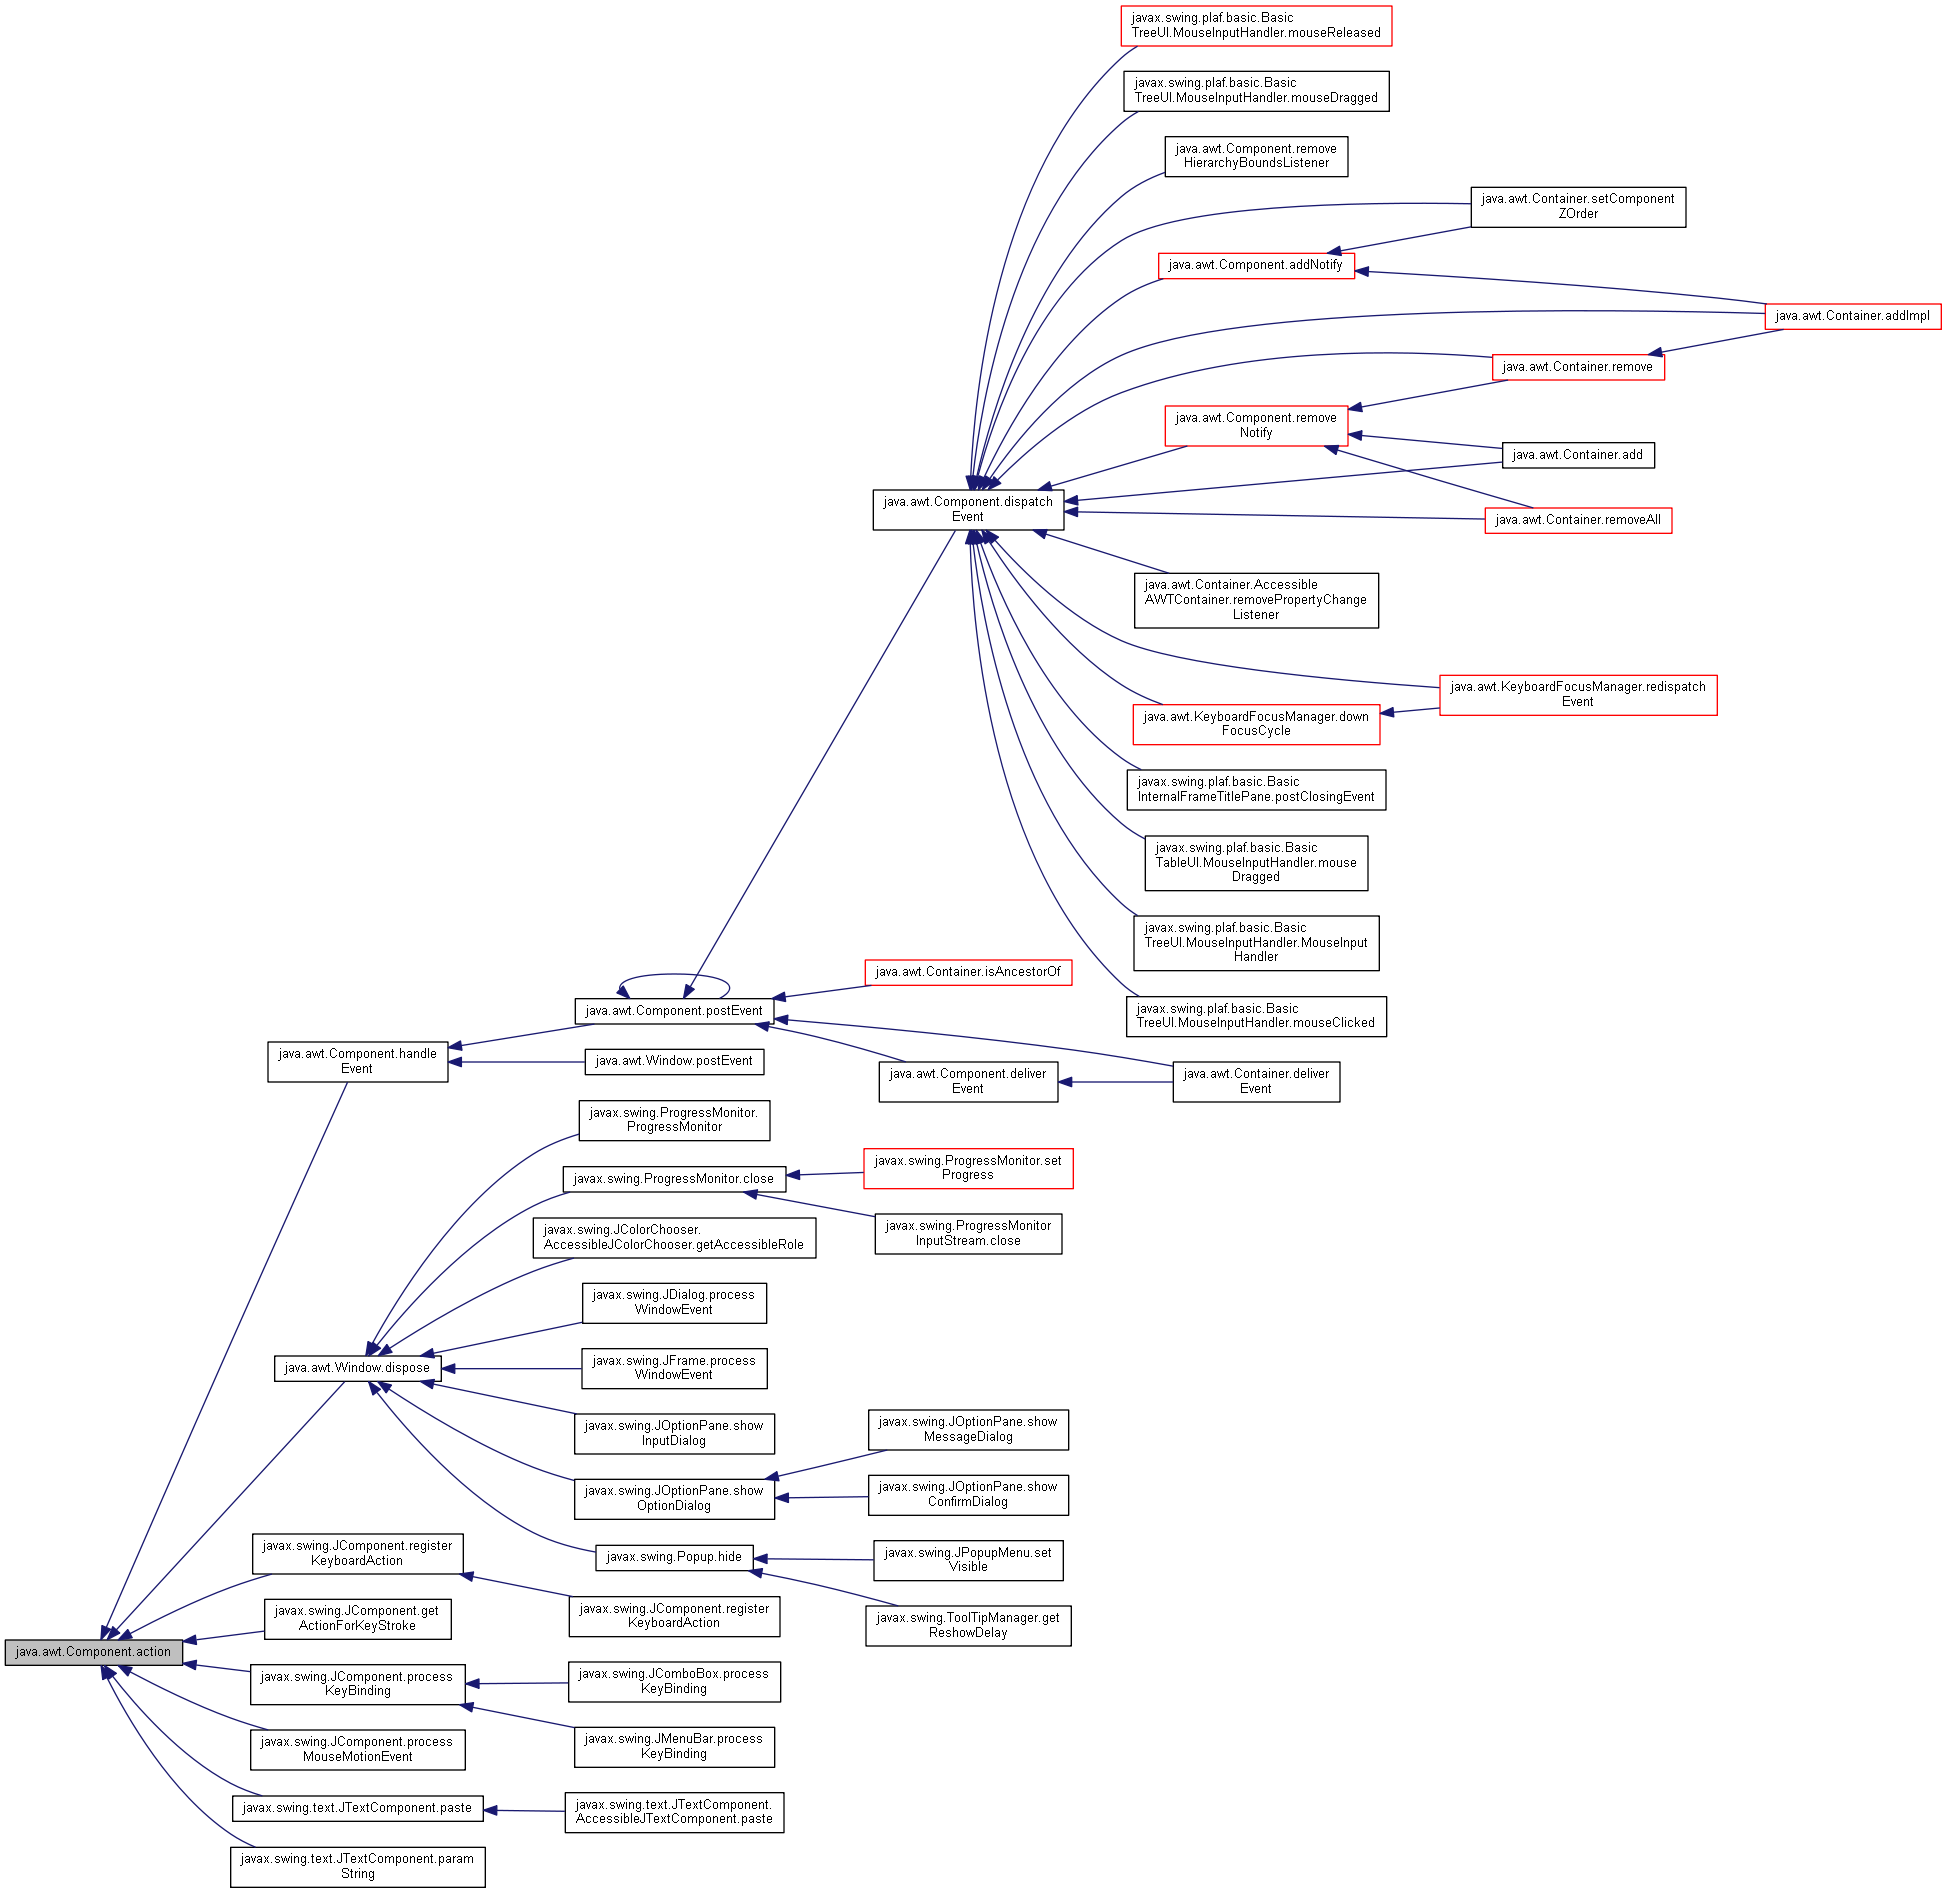 javax.swing.plaf.basic.Basic
TreeUI.MouseInputHandler.mouseReleased
javax.swing.plaf.basic.Basic
TreeUI.MouseInputHandler.mouseDragged
java.awt.Component.remove
HierarchyBoundsListener
java.awt.Container.setComponent
ZOrder
java.awt.Component.addNotify
java.awt.Container.addImpl
java.awt.Container.remove
java.awt.Component.remove
Notify
java.awt.Container.add
java.awt.Component.dispatch
Event
java.awt.Container.removeAll
java.awt.Container.Accessible
AWTContainer.removePropertyChange
Listener
java.awt.KeyboardFocusManager.redispatch
Event
java.awt.KeyboardFocusManager.down
FocusCycle
javax.swing.plaf.basic.Basic
InternalFrameTitlePane.postClosingEvent
javax.swing.plaf.basic.Basic
TableUI.MouseInputHandler.mouse
Dragged
javax.swing.plaf.basic.Basic
TreeUI.MouseInputHandler.MouseInput
Handler
java.awt.Container.isAncestorOf
javax.swing.plaf.basic.Basic
TreeUI.MouseInputHandler.mouseClicked
java.awt.Component.postEvent
java.awt.Component.handle
Event
java.awt.Window.postEvent
java.awt.Component.deliver
Event
java.awt.Container.deliver
Event
javax.swing.ProgressMonitor.
ProgressMonitor
javax.swing.ProgressMonitor.close
javax.swing.ProgressMonitor.set
Progress
javax.swing.ProgressMonitor
InputStream.close
javax.swing.JColorChooser.
AccessibleJColorChooser.getAccessibleRole
javax.swing.JDialog.process
WindowEvent
java.awt.Window.dispose
javax.swing.JFrame.process
WindowEvent
javax.swing.JOptionPane.show
InputDialog
javax.swing.JOptionPane.show
MessageDialog
javax.swing.JOptionPane.show
OptionDialog
javax.swing.JOptionPane.show
ConfirmDialog
javax.swing.JComponent.register
KeyboardAction
javax.swing.Popup.hide
javax.swing.JPopupMenu.set
Visible
javax.swing.JComponent.get
ActionForKeyStroke
javax.swing.JComponent.register
KeyboardAction
javax.swing.ToolTipManager.get
ReshowDelay
java.awt.Component.action
javax.swing.JComponent.process
KeyBinding
javax.swing.JComboBox.process
KeyBinding
javax.swing.JComponent.process
MouseMotionEvent
javax.swing.JMenuBar.process
KeyBinding
javax.swing.text.JTextComponent.paste
javax.swing.text.JTextComponent.
AccessibleJTextComponent.paste
javax.swing.text.JTextComponent.param
String